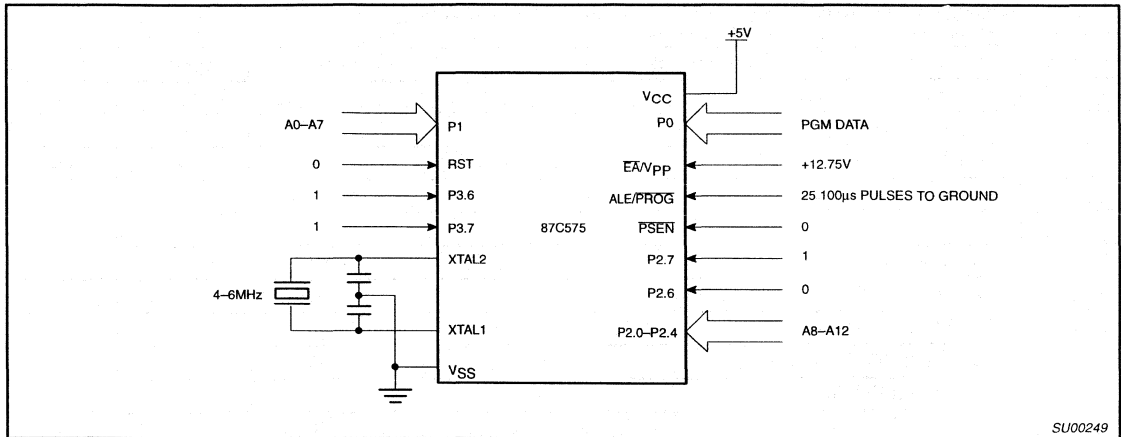 +5V
VCC
A0–A7
P1
P0
PGM DATA
0
RST
EA/VPP
+12.75V
1
P3.6
ALE/PROG
25 100μs PULSES TO GROUND
1
P3.7
87C575
PSEN
0
XTAL2
P2.7
1
4–6MHz
P2.6
0
XTAL1
P2.0–P2.4
A8–A12
VSS
SU00249